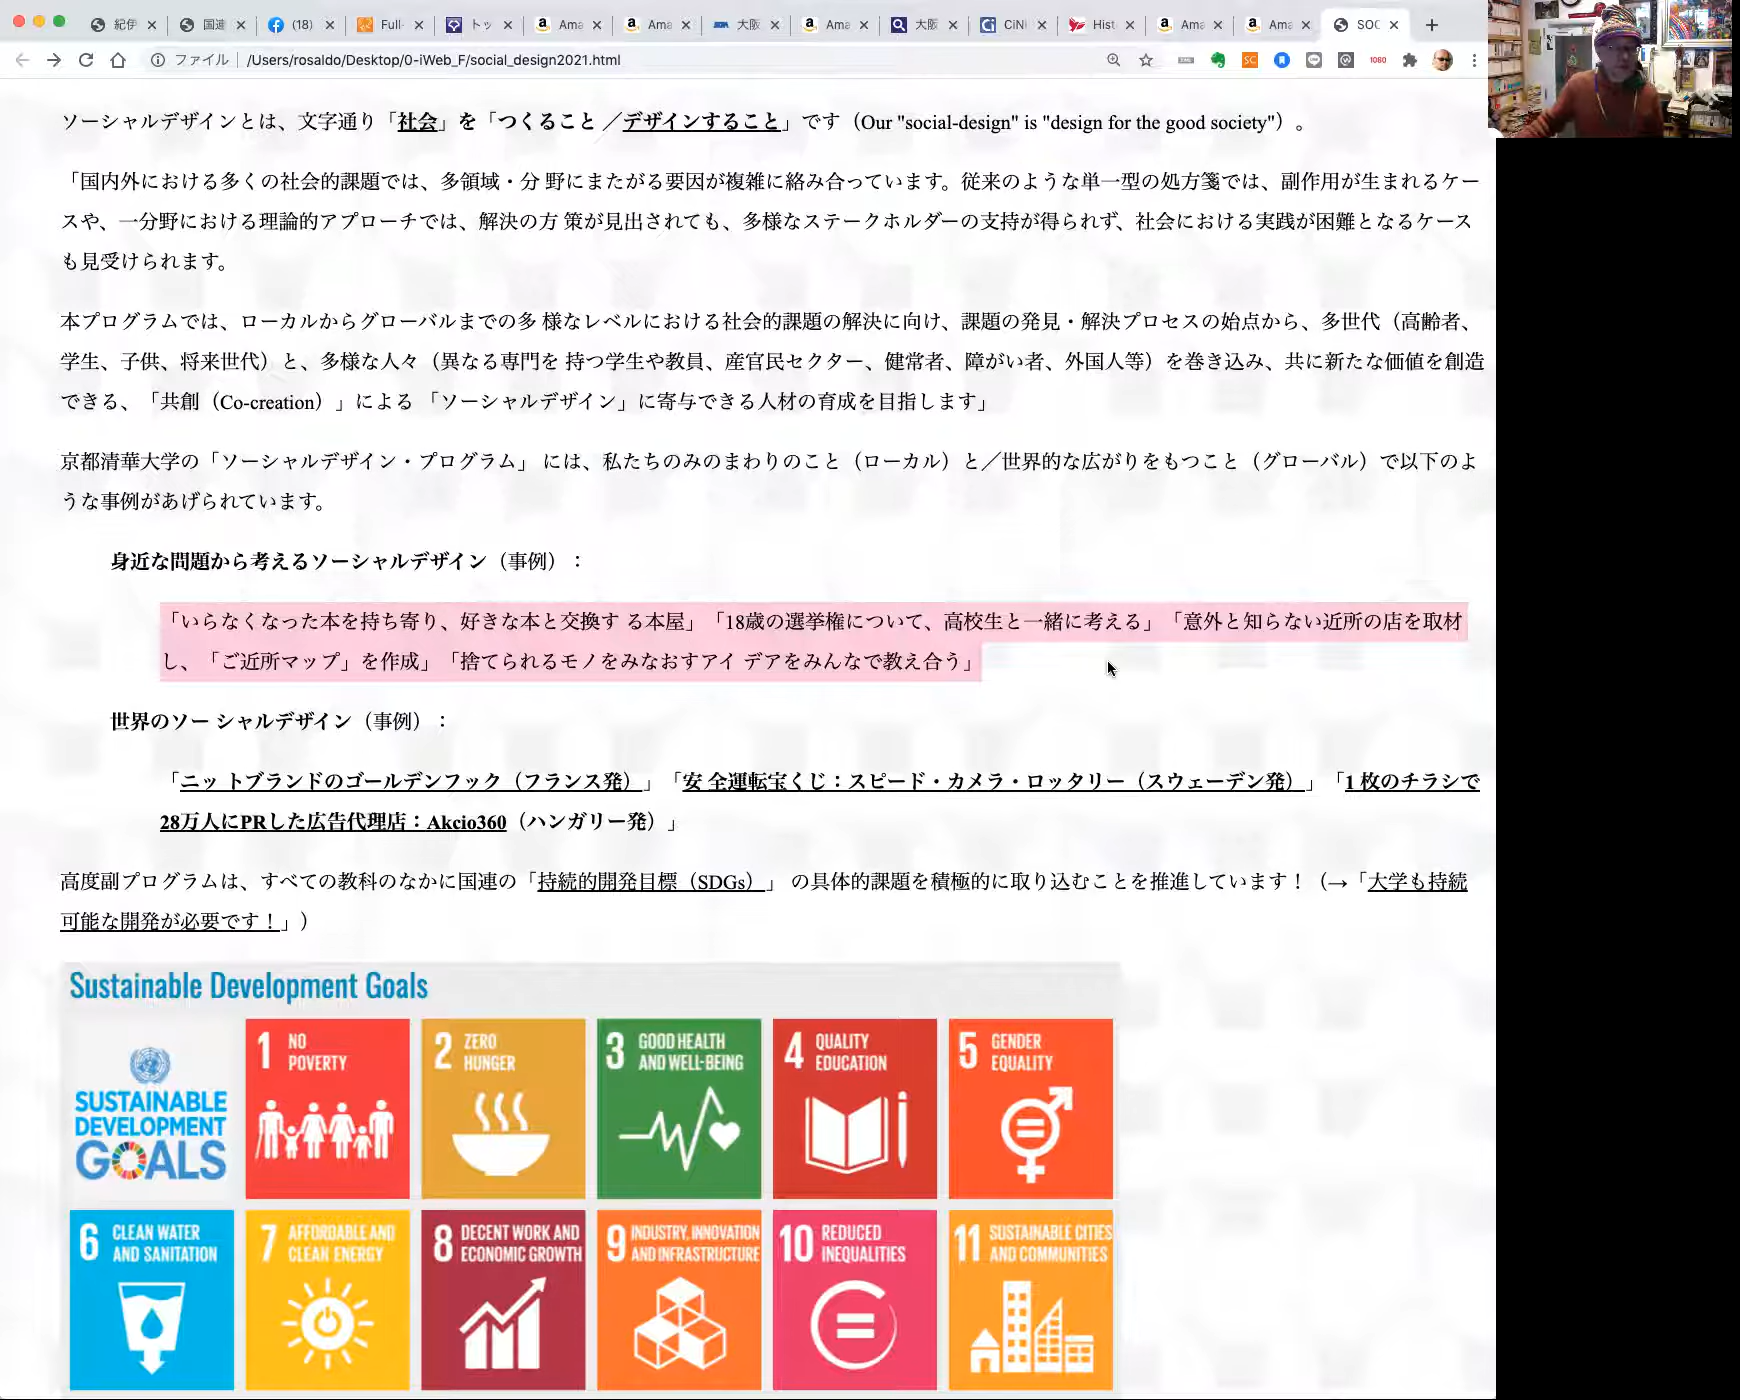 紀伊
国連
(18)
Full-
トッ
Ama
Ama
大阪
Ama
大阪
CiNi
Hist
Ama
Ama
SOC
ファイル
/Users/rosaldo/Desktop/0-iWeb_F/social_design2021.html
SC
1080
ソーシャルデザインとは、文字通り「社会」を「つくること ／デザインすること」です（Our "social-design" is "design for the good society"）。
「国内外における多くの社会的課題では、多領域・分 野にまたがる要因が複雑に絡み合っています。従来のような単一型の処方箋では、副作用が生まれるケー
スや、一分野における理論的アプローチでは、解決の方 策が見出されても、多様なステークホルダーの支持が得られず、社会における実践が困難となるケース
も見受けられます。
本プログラムでは、ローカルからグローバルまでの多 様なレベルにおける社会的課題の解決に向け、課題の発見・解決プロセスの始点から、多世代（高齢者、
学生、子供、将来世代）と、多様な人々（異なる専門を 持つ学生や教員、産官民セクター、健常者、障がい者、外国人等）を巻き込み、共に新たな価値を創造
できる、「共創（Co-creation）」による 「ソーシャルデザイン」に寄与できる人材の育成を目指します」
京都清華大学の「ソーシャルデザイン・プログラム」 には、私たちのみのまわりのこと（ローカル）と／世界的な広がりをもつこと（グローバル）で以下のよ
うな事例があげられています。
身近な問題から考えるソーシャルデザイン（事例）：
「いらなくなった本を持ち寄り、好きな本と交換す る本屋」「18歳の選挙権について、高校生と一緒に考える」「意外と知らない近所の店を取材
し、「ご近所マップ」を作成」「捨てられるモノをみなおすアイ デアをみんなで教え合う」
世界のソー シャルデザイン（事例）：
「ニッ トブランドのゴールデンフック（フランス発）」「安 全運転宝くじ：スピード・カメラ・ロッタリー（スウェーデン発）」「1 枚のチラシで
28万人にPRした広告代理店：Akcio360（ハンガリー発）」
高度副プログラムは、すべての教科のなかに国連の「持続的開発目標（SDGs）」 の具体的課題を積極的に取り込むことを推進しています！（→「大学も持続
可能な開発が必要です！」）
Sustainable Development Goals
SUSTAINABLE
DEVELOPMENT
GOALS
1 NO
POVERTY
2 ZERO
HUNGER
3 GOOD HEALTH
AND WELL-BEING
4 QUALITY
EDUCATION
5 GENDER
EQUALITY
6 CLEAN WATER
AND SANITATION
7 AFFORDABLE AND
CLEAN ENERGY
8 DECENT WORK AND
ECONOMIC GROWTH
9 INDUSTRY, INNOVATION
AND INFRASTRUCTURE
10 REDUCED
INEQUALITIES
11 SUSTAINABLE CITIES
AND COMMUNITIES